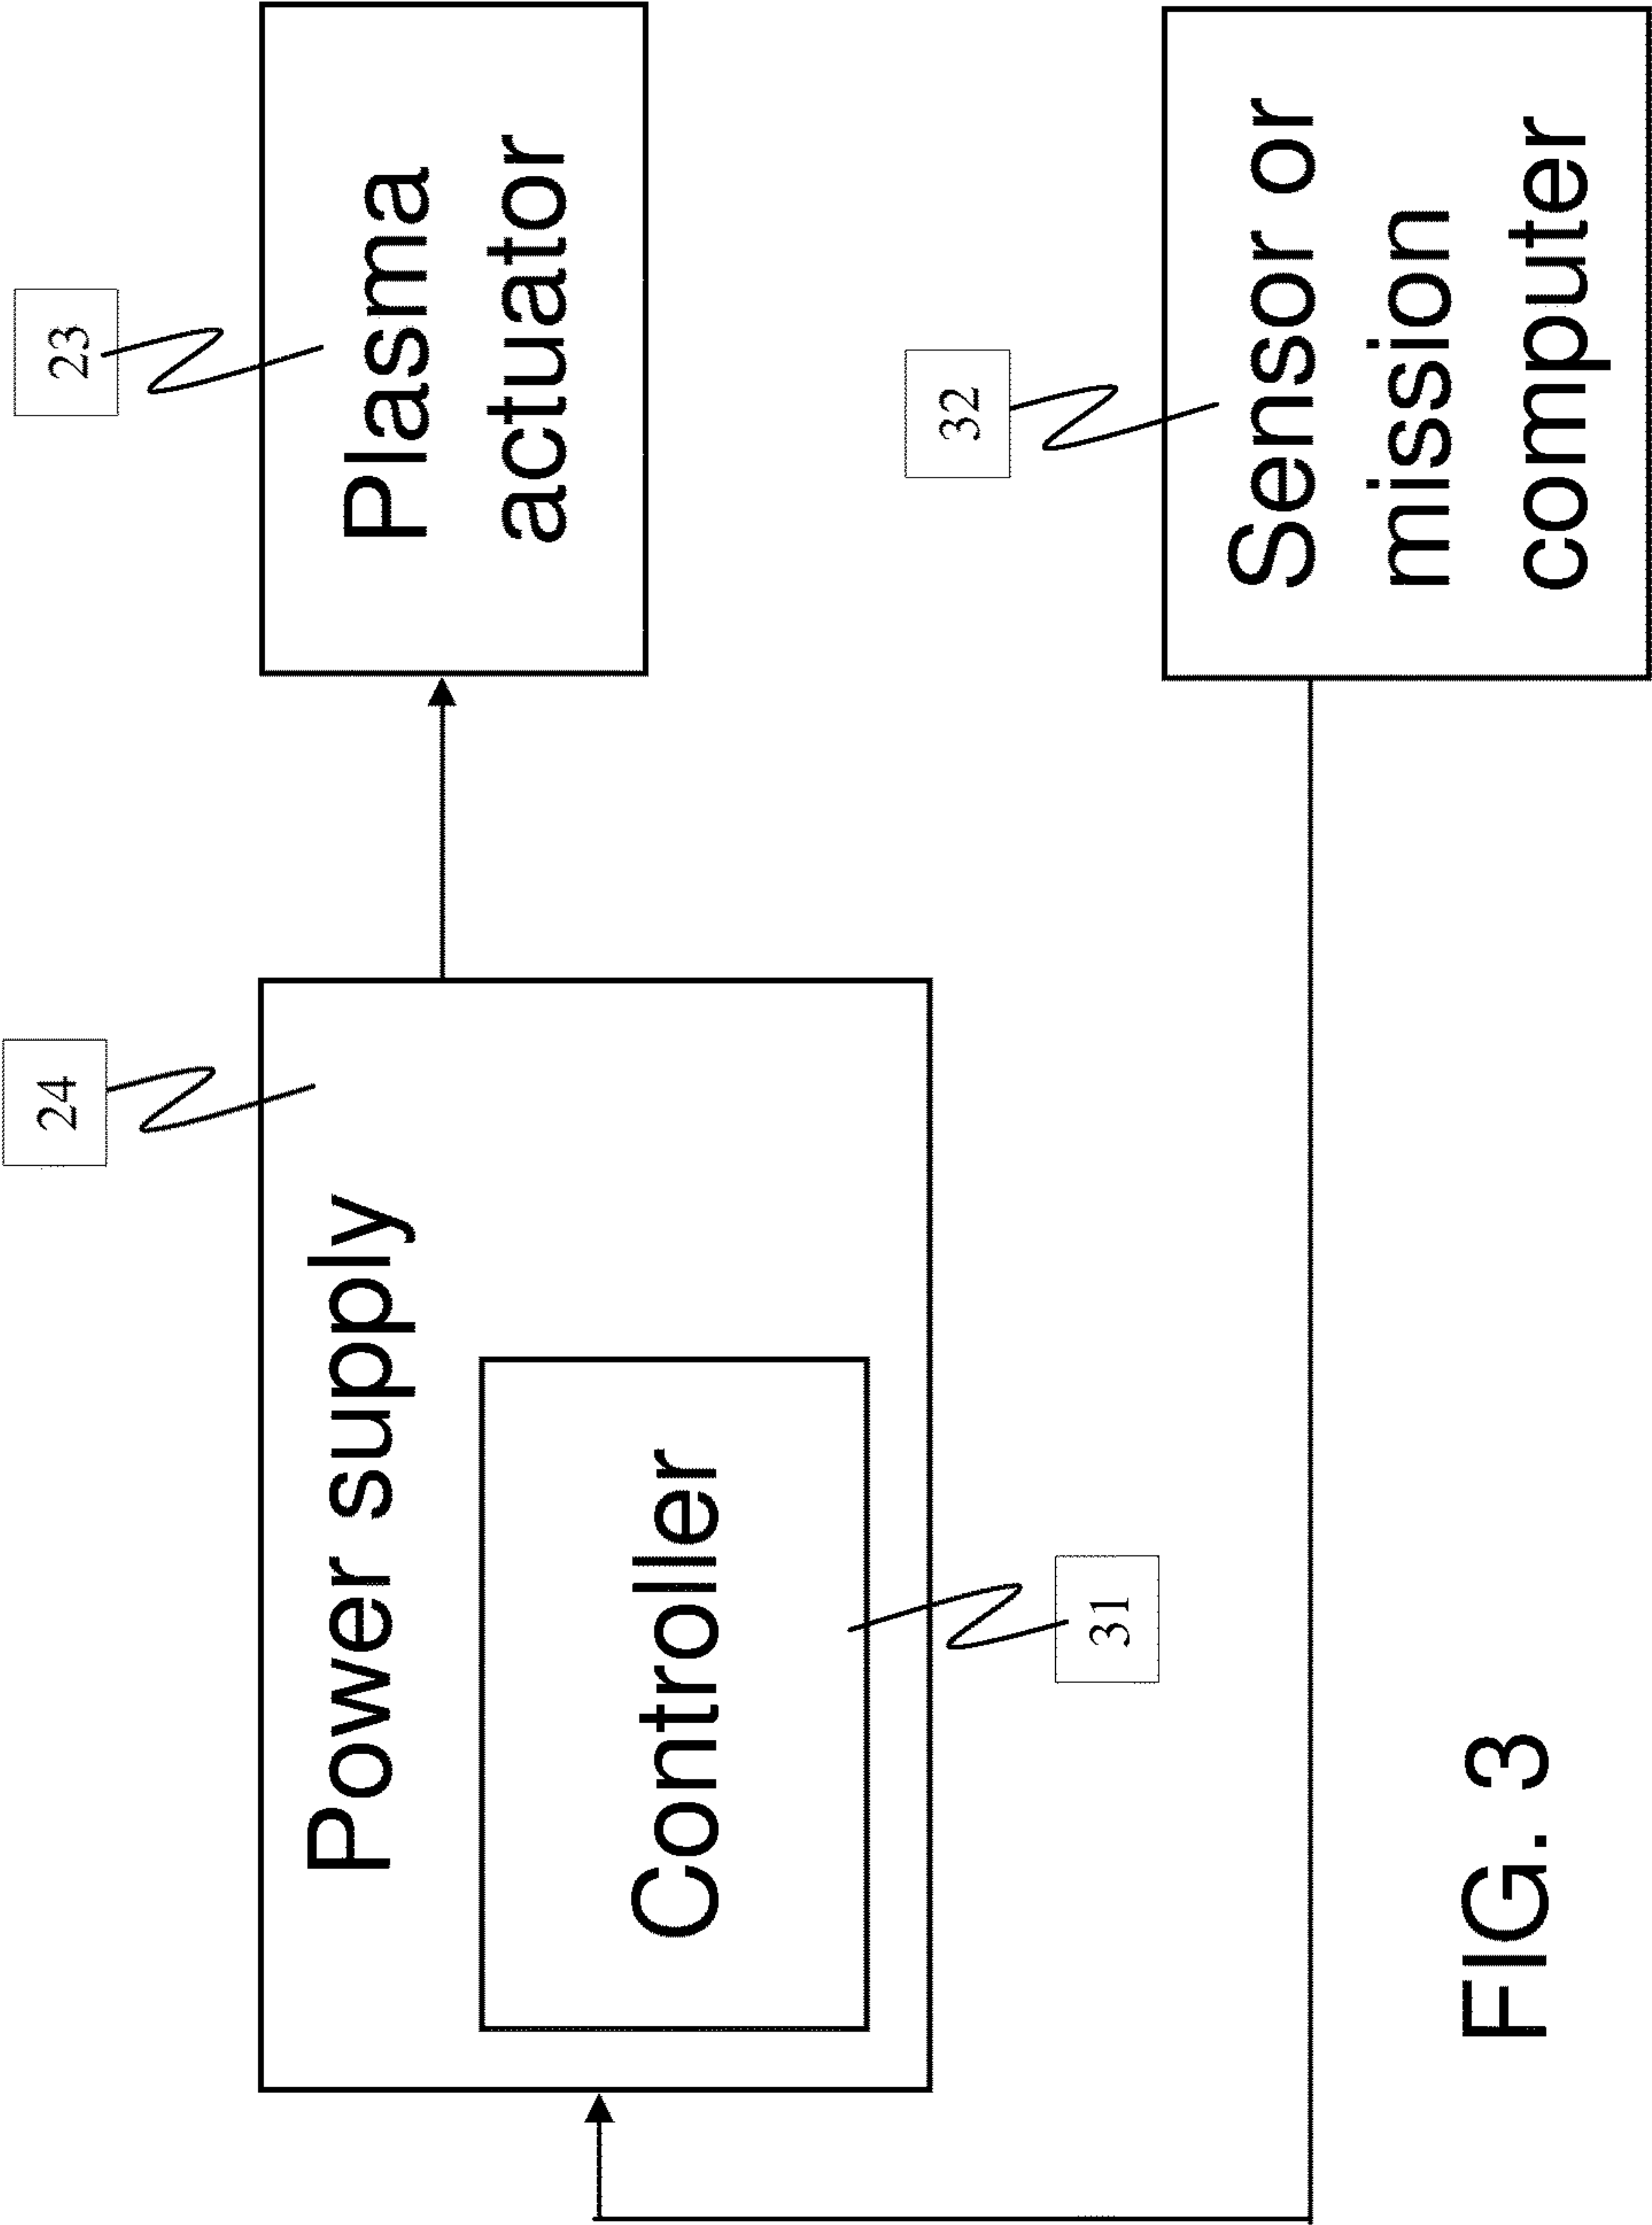 24
23
Power supply
Plasma
actuator
Controller
31
32
Sensor or
mission
computer
FIG. 3